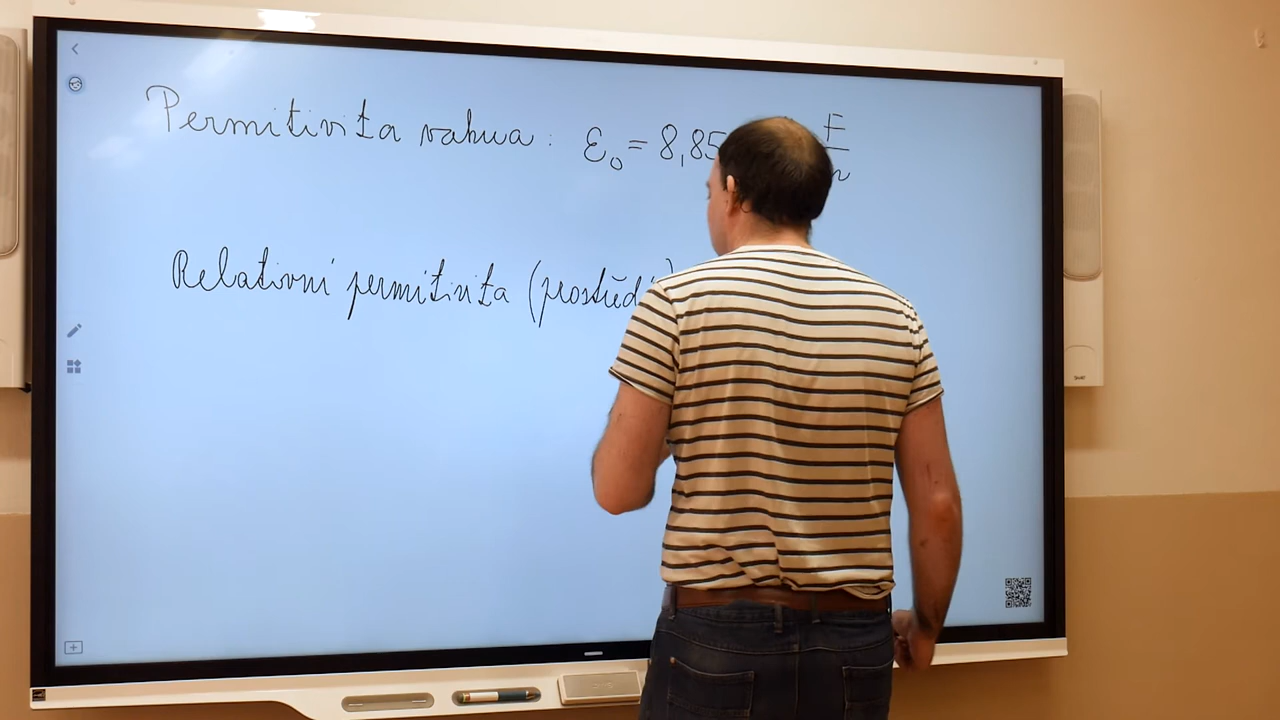 Permitivita vakua: ε₀ = 8,85 F/m
Relativní permitivita (prostředí)